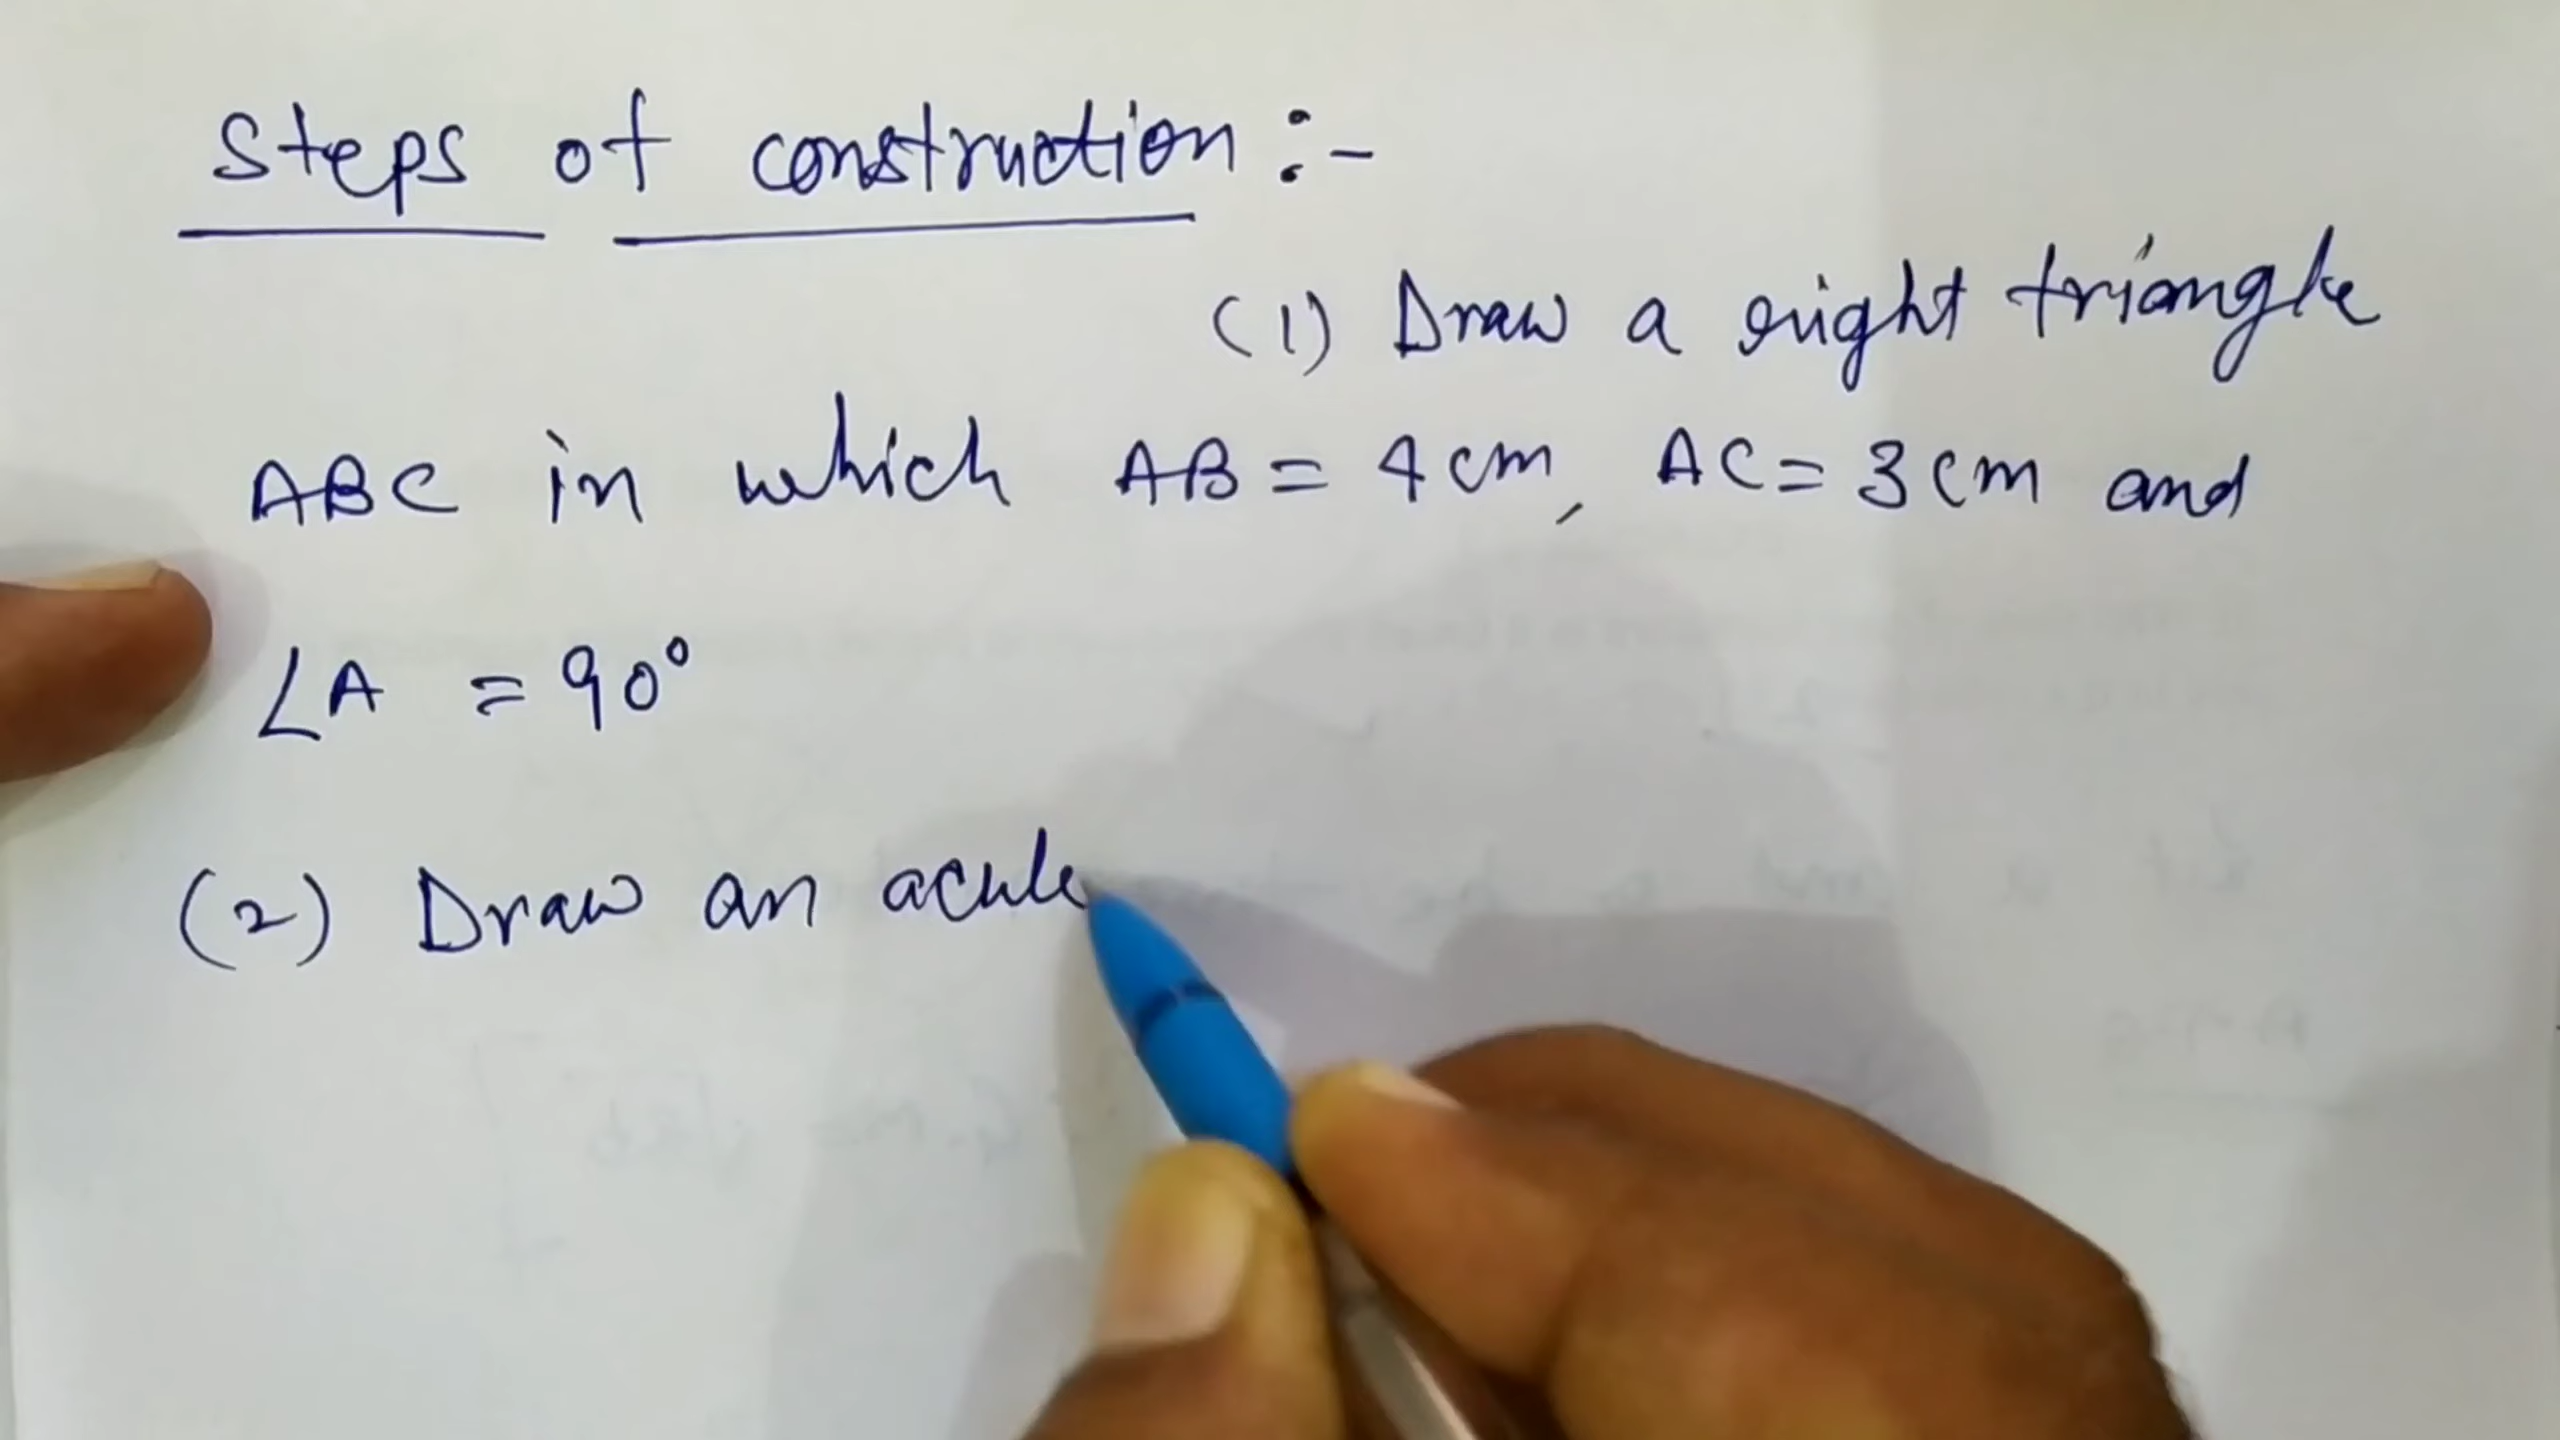 Steps of construction :-
(1) Draw a right triangle
ABC in which AB = 4 cm, AC = 3 cm and
∠A = 90°
(2) Draw an acute